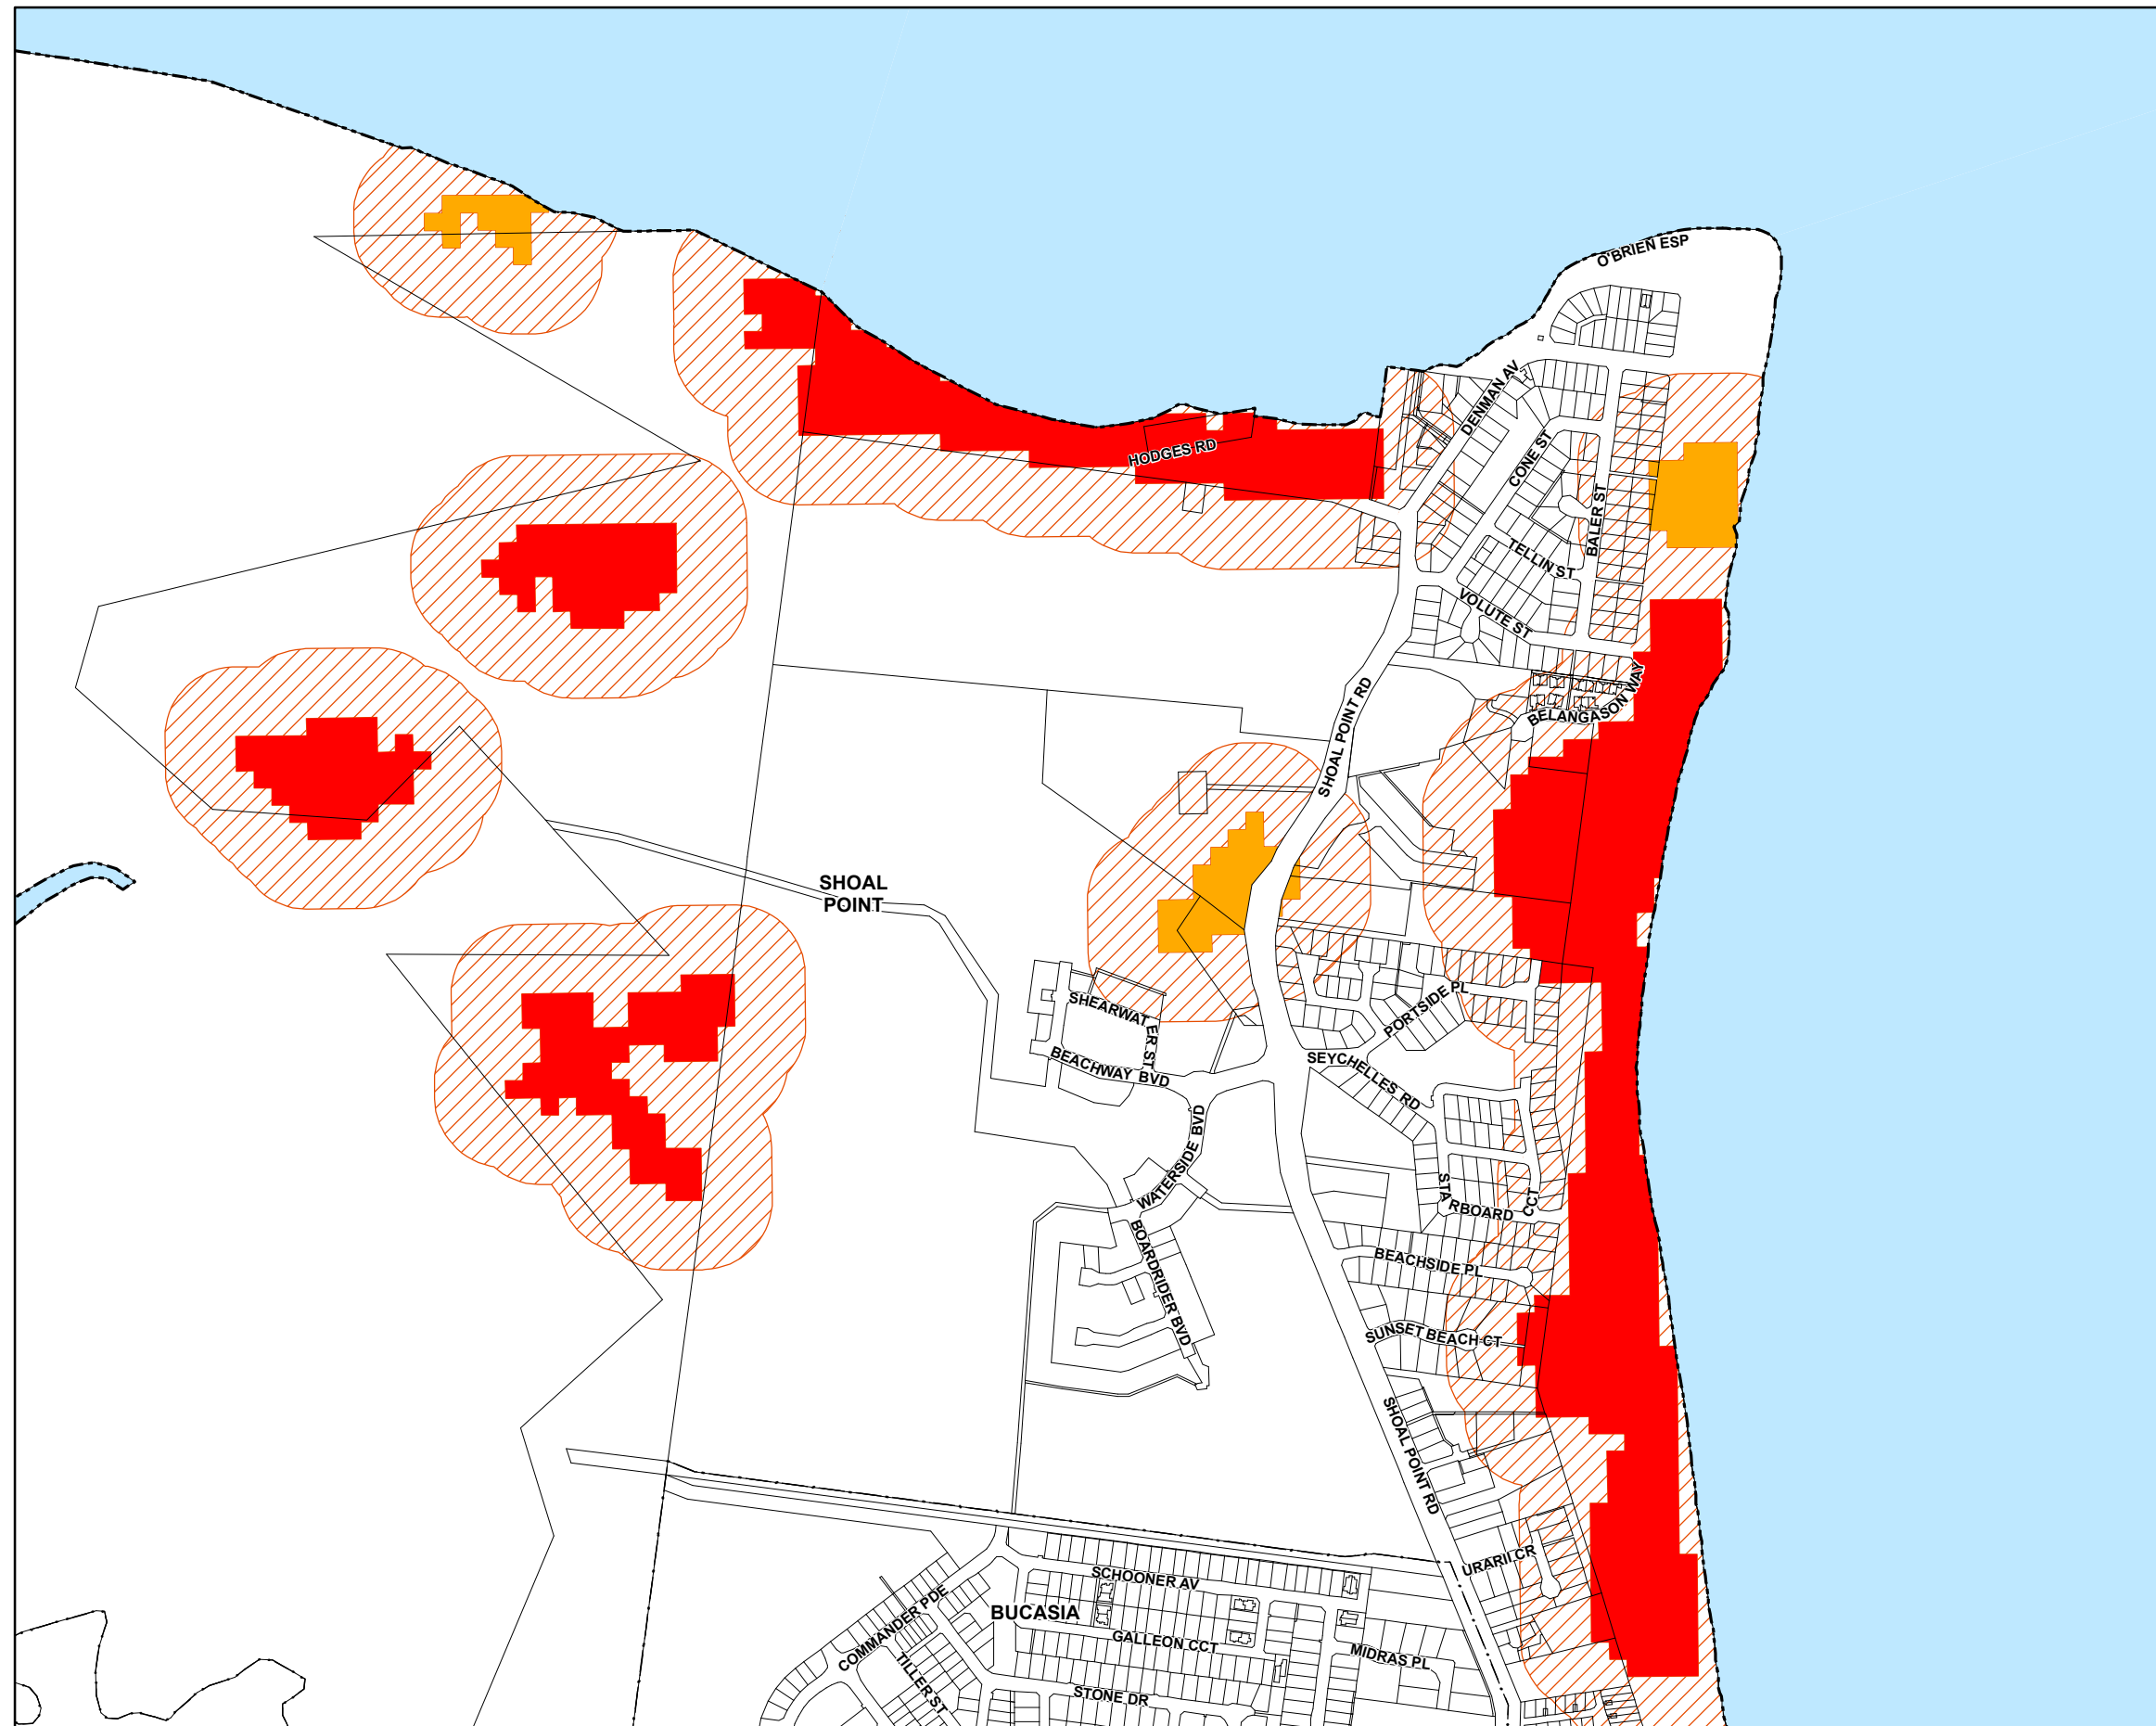 O'BRIEN ESP
DENMAN AV
HODGES RD
CONE ST
BALER ST
TELLIN ST
VOLUTE ST
BELANGASON WAY
SHOAL POINT RD
SHOAL
POINT
SHEARWATER ST
PORTSIDE PL
BEACHWAY BVD
SEYCHELLES RD
WATERSIDE BVD
STARBOARD CCT
BOARDRIDER BVD
BEACHSIDE PL
SUNSET BEACH CT
SHOAL POINT RD
URARII CR
SCHOONER AV
COMMANDER PDE
BUCASIA
GALLEON CCT
MIDRAS PL
TILLER ST
STONE DR